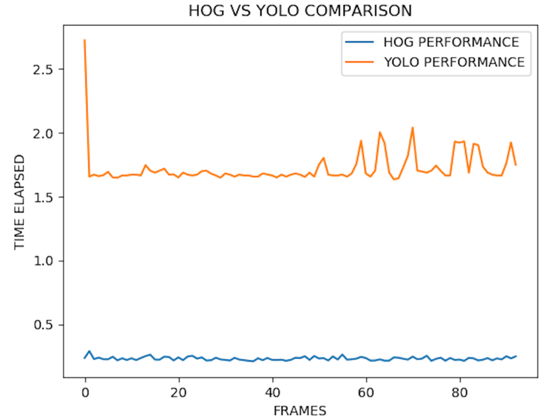 HOG VS YOLO COMPARISON
HOG PERFORMANCE
YOLO PERFORMANCE
TIME ELAPSED
2.5
2.0
1.5
1.0
0.5
0 20 40 60 80
FRAMES